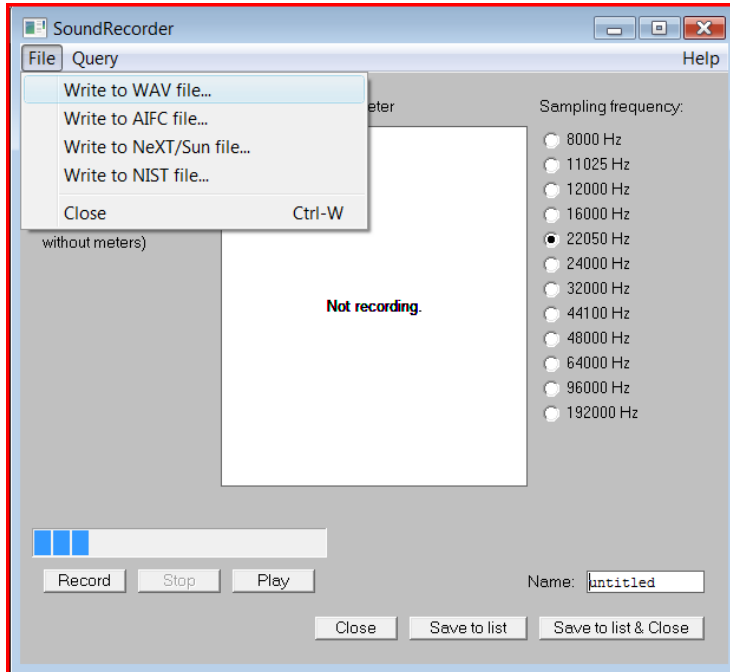 SoundRecorder
File Query Help
Write to WAV file...
Write to AIFC file...
Write to NeXT/Sun file...
Write to NIST file...
Close Ctrl-W
without meters)
eter
Not recording.
Sampling frequency:
8000 Hz
11025 Hz
12000 Hz
16000 Hz
22050 Hz
24000 Hz
32000 Hz
44100 Hz
48000 Hz
64000 Hz
96000 Hz
192000 Hz
Record Stop Play
Name: untitled
Close Save to list Save to list & Close